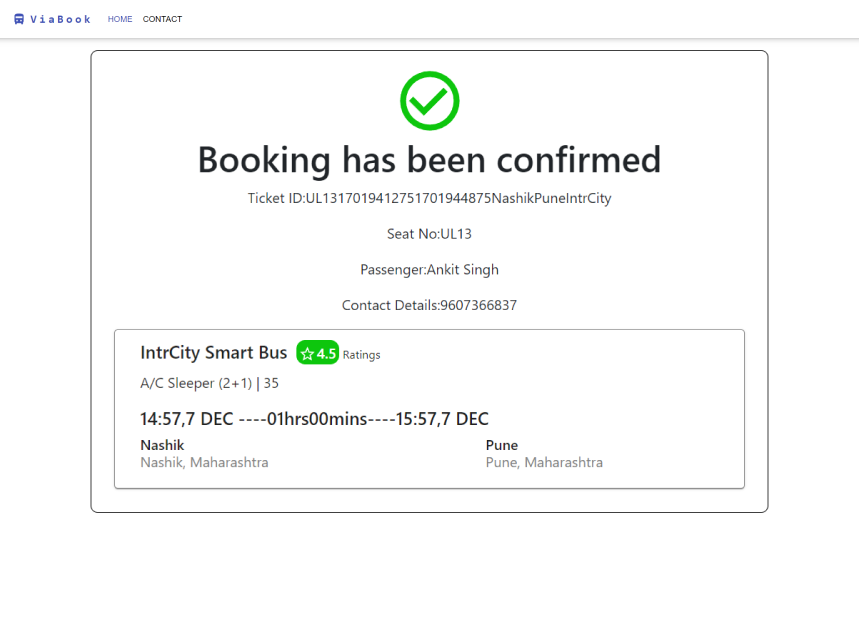 ViaBook HOME CONTACT
Booking has been confirmed
Ticket ID:UL1317019412751701944875NashikPuneIntrCity
Seat No:UL13
Passenger:Ankit Singh
Contact Details:9607366837
IntrCity Smart Bus 4.5 Ratings
A/C Sleeper (2+1) | 35
14:57,7 DEC ----01hrs00mins----15:57,7 DEC
Nashik Pune
Nashik, Maharashtra Pune, Maharashtra